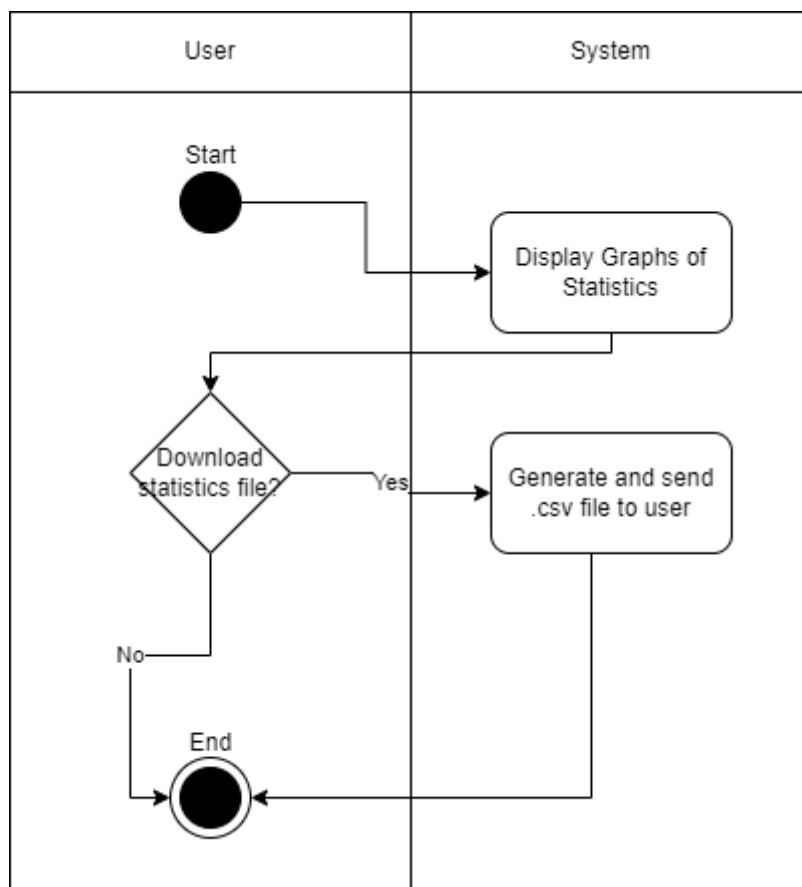 User
System
Start
Display Graphs of
Statistics
Download
statistics file?
Yes
Generate and send
.csv file to user
No
End